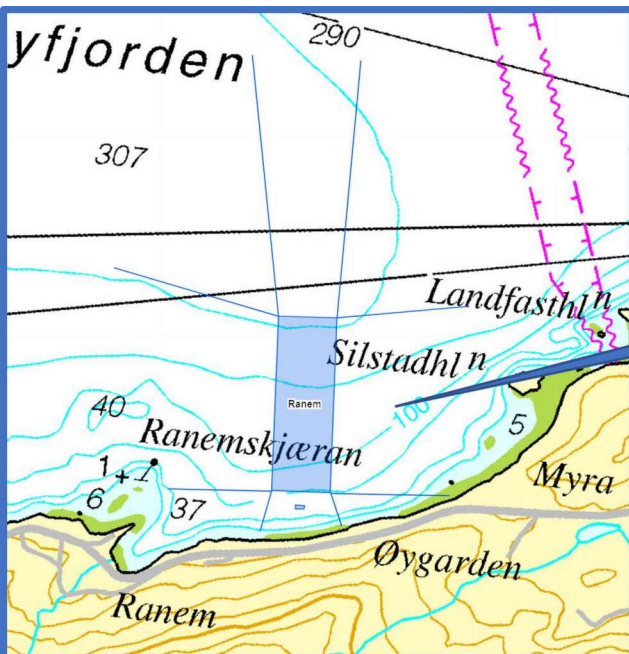 yfjorden
290
307
Landfasthl n
Silstadhl n
Ranem
100
40
Ranemskjæran
5
1
1
6
37
Myra
Øygarden
Ranem